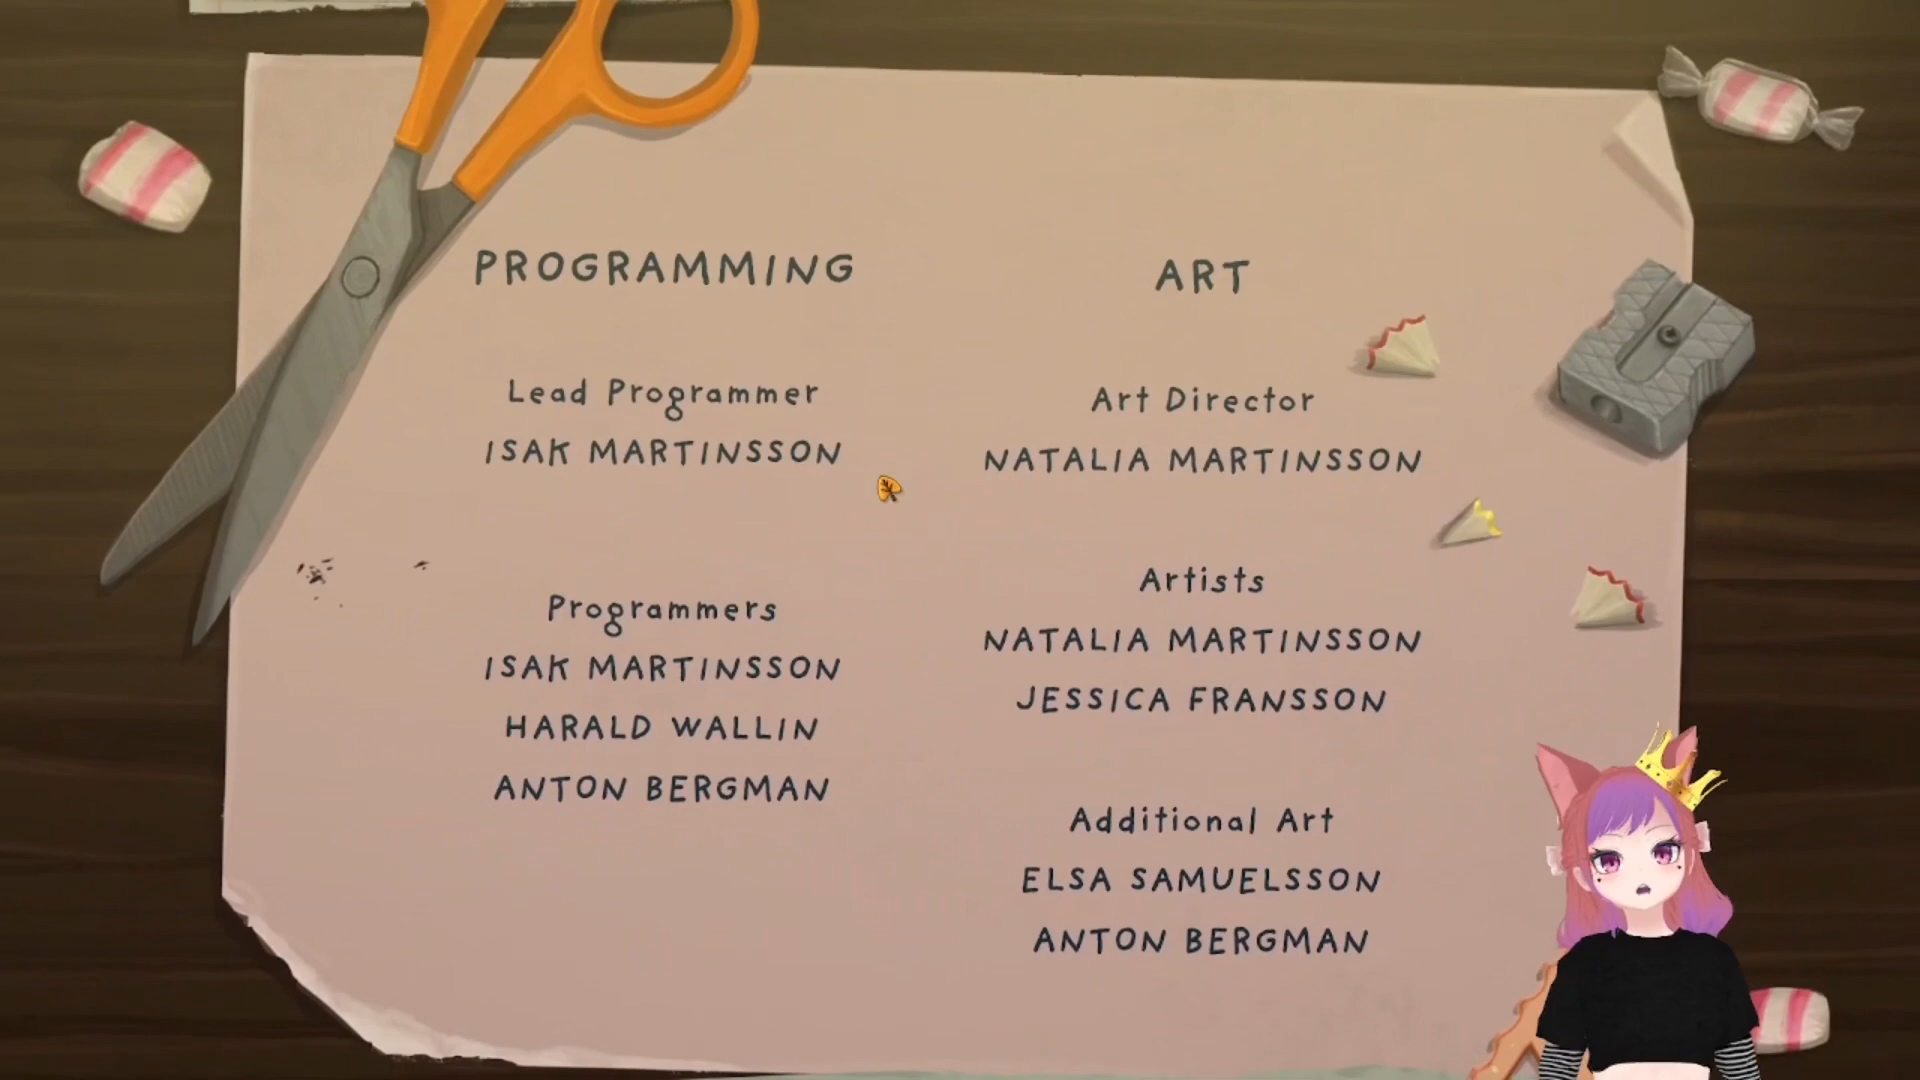 PROGRAMMING
Lead Programmer
ISAK MARTINSSON
Programmers
ISAK MARTINSSON
HARALD WALLIN
ANTON BERGMAN
ART
Art Director
NATALIA MARTINSSON
Artists
NATALIA MARTINSSON
JESSICA FRANSSON
Additional Art
ELSA SAMUELSSON
ANTON BERGMAN